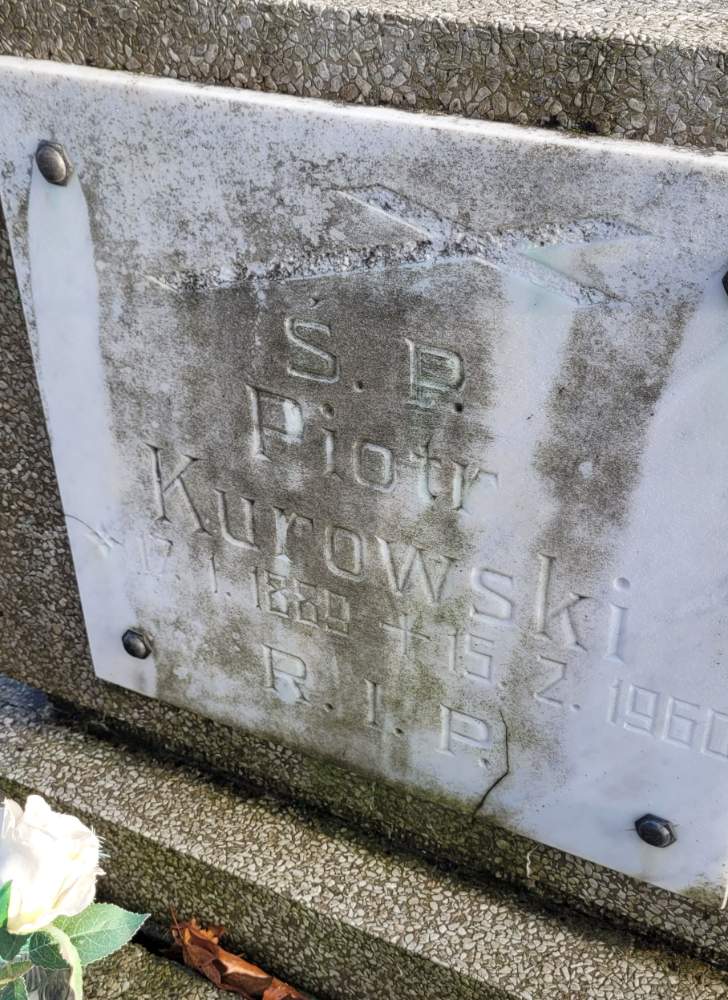 Ś. P.
Piotr
Kurowski
* 17. 1. 1889 + 15. 2. 1960
R. I. P.